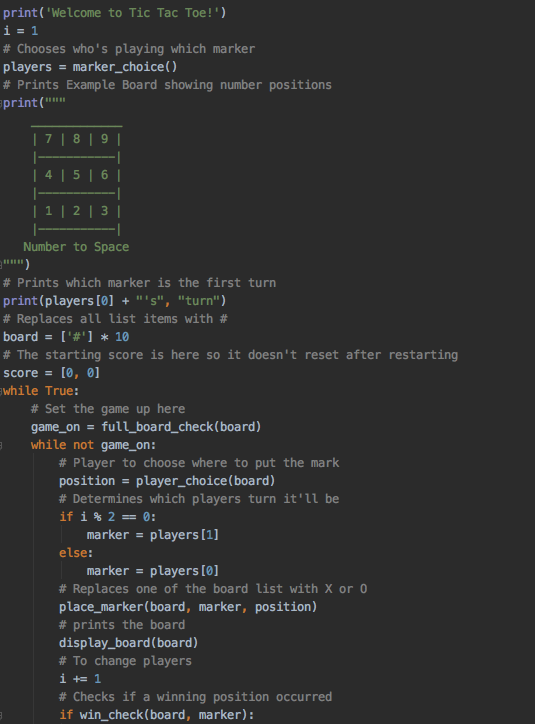 print('Welcome to Tic Tac Toe!')
i = 1
# Chooses who's playing which marker
players = marker_choice()
# Prints Example Board showing number positions
print("""
    _____________
    | 7 | 8 | 9 |
    |-----------|
    | 4 | 5 | 6 |
    |-----------|
    | 1 | 2 | 3 |
    |-----------|
   Number to Space
""")
# Prints which marker is the first turn
print(players[0] + "'s", "turn")
# Replaces all list items with #
board = ['#'] * 10
# The starting score is here so it doesn't reset after restarting
score = [0, 0]
while True:
    # Set the game up here
    game_on = full_board_check(board)
    while not game_on:
        # Player to choose where to put the mark
        position = player_choice(board)
        # Determines which players turn it'll be
        if i % 2 == 0:
            marker = players[1]
        else:
            marker = players[0]
        # Replaces one of the board list with X or O
        place_marker(board, marker, position)
        # prints the board
        display_board(board)
        # To change players
        i += 1
        # Checks if a winning position occurred
        if win_check(board, marker):